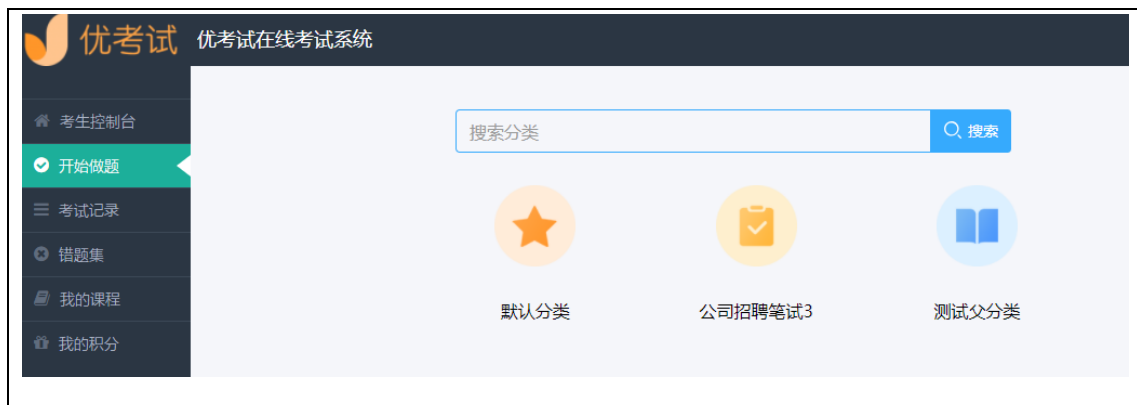 优考试 优考试在线考试系统
考生控制台
搜索分类 搜索
开始做题
考试记录
错题集
我的课程
默认分类 公司招聘笔试3 测试父分类
我的积分